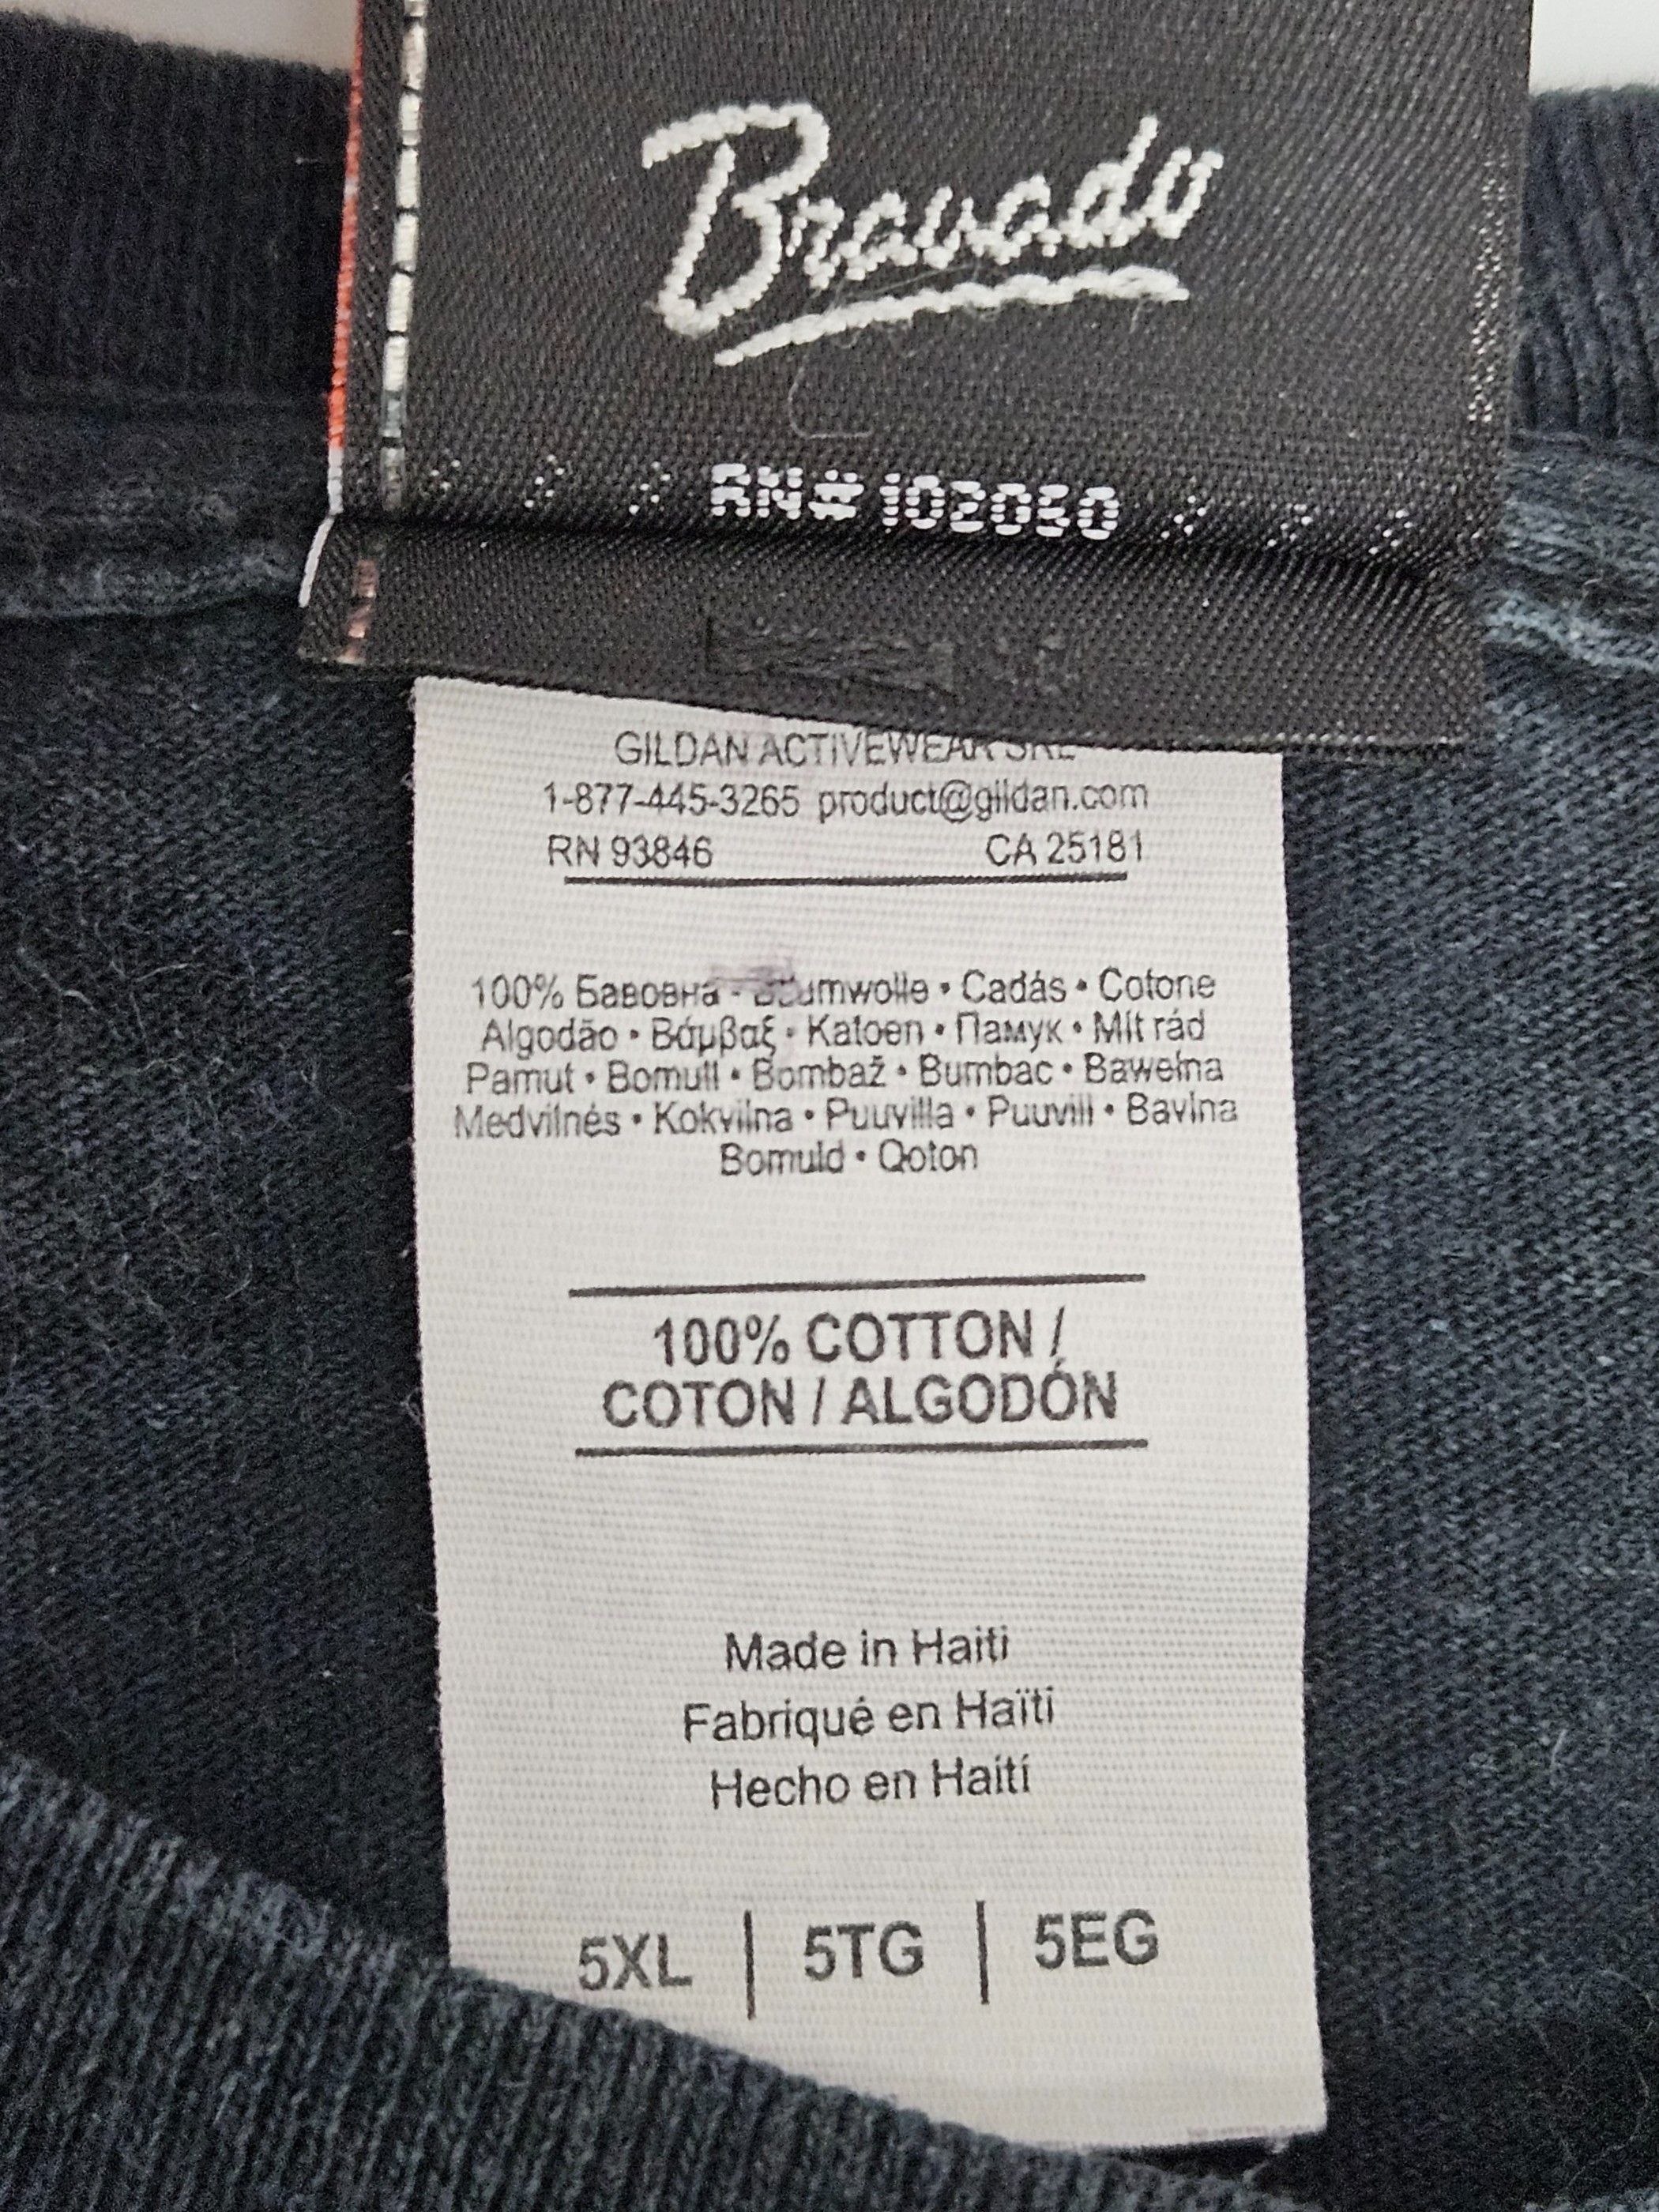 Bravado
RN#102050
GILDAN ACTIVEWEAR SRL
1-877-445-3265 product@gildan.com
RN 93846 CA 25181
100% Бавовна • Baumwolle • Cadás • Cotone
Algodão • Βάμβαξ • Katoen • Памук • Mít rád
Pamut • Bomull • Bombaž • Bumbac • Bawełna
Medvilnés • Kokvilna • Puuvilla • Puuvill • Bavlna
Bomuld • Qoton
100% COTTON /
COTON / ALGODÓN
Made in Haiti
Fabriqué en Haïti
Hecho en Haití
5XL | 5TG | 5EG